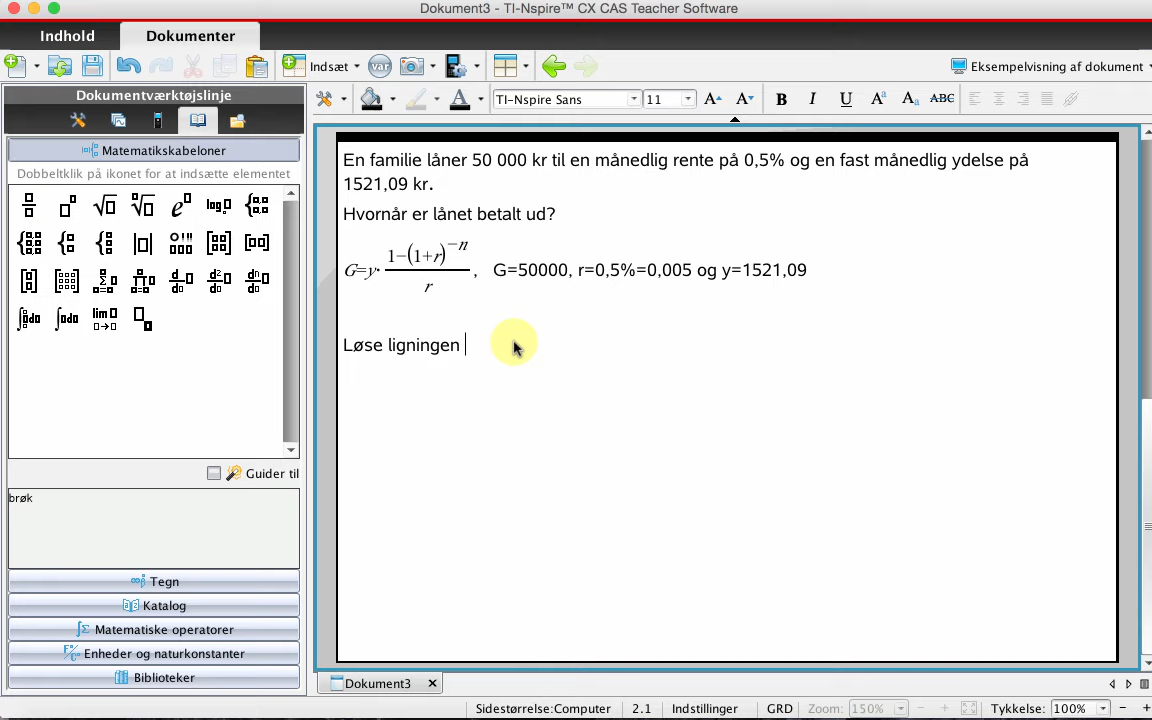 Dokument3 - TI-Nspire™ CX CAS Teacher Software
Indhold
Dokumenter
Indsæt
var
Eksempelvisning af dokument
Dokumentværktøjslinje
TI-Nspire Sans
11
B I U ABC
Matematikskabeloner
Dobbeltklik på ikonet for at indsætte elementet
En familie låner 50 000 kr til en månedlig rente på 0,5% og en fast månedlig ydelse på
1521,09 kr.
Hvornår er lånet betalt ud?
G=y·(1−(1+r)^−n)/r, G=50000, r=0,5%=0,005 og y=1521,09
Løse ligningen
Guider til
brøk
Tegn
Katalog
Matematiske operatorer
Enheder og naturkonstanter
Biblioteker
Dokument3
Sidestørrelse:Computer 2.1 Indstillinger GRD Zoom: 150% Tykkelse: 100%